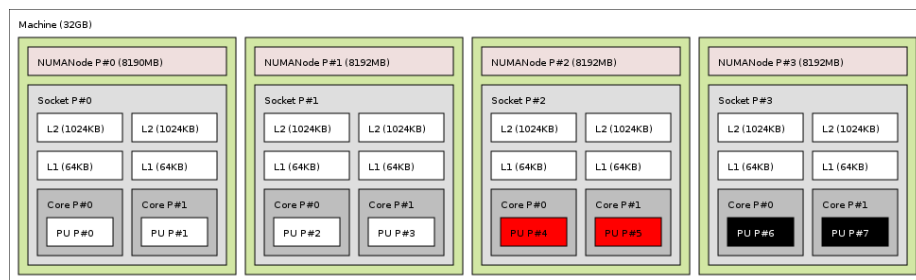 Machine (32GB)
NUMANode P#0 (8190MB)
Socket P#0
L2 (1024KB) L2 (1024KB)
L1 (64KB) L1 (64KB)
Core P#0 Core P#1
PU P#0 PU P#1
NUMANode P#1 (8192MB)
Socket P#1
L2 (1024KB) L2 (1024KB)
L1 (64KB) L1 (64KB)
Core P#0 Core P#1
PU P#2 PU P#3
NUMANode P#2 (8192MB)
Socket P#2
L2 (1024KB) L2 (1024KB)
L1 (64KB) L1 (64KB)
Core P#0 Core P#1
PU P#4 PU P#5
NUMANode P#3 (8192MB)
Socket P#3
L2 (1024KB) L2 (1024KB)
L1 (64KB) L1 (64KB)
Core P#0 Core P#1
PU P#6 PU P#7